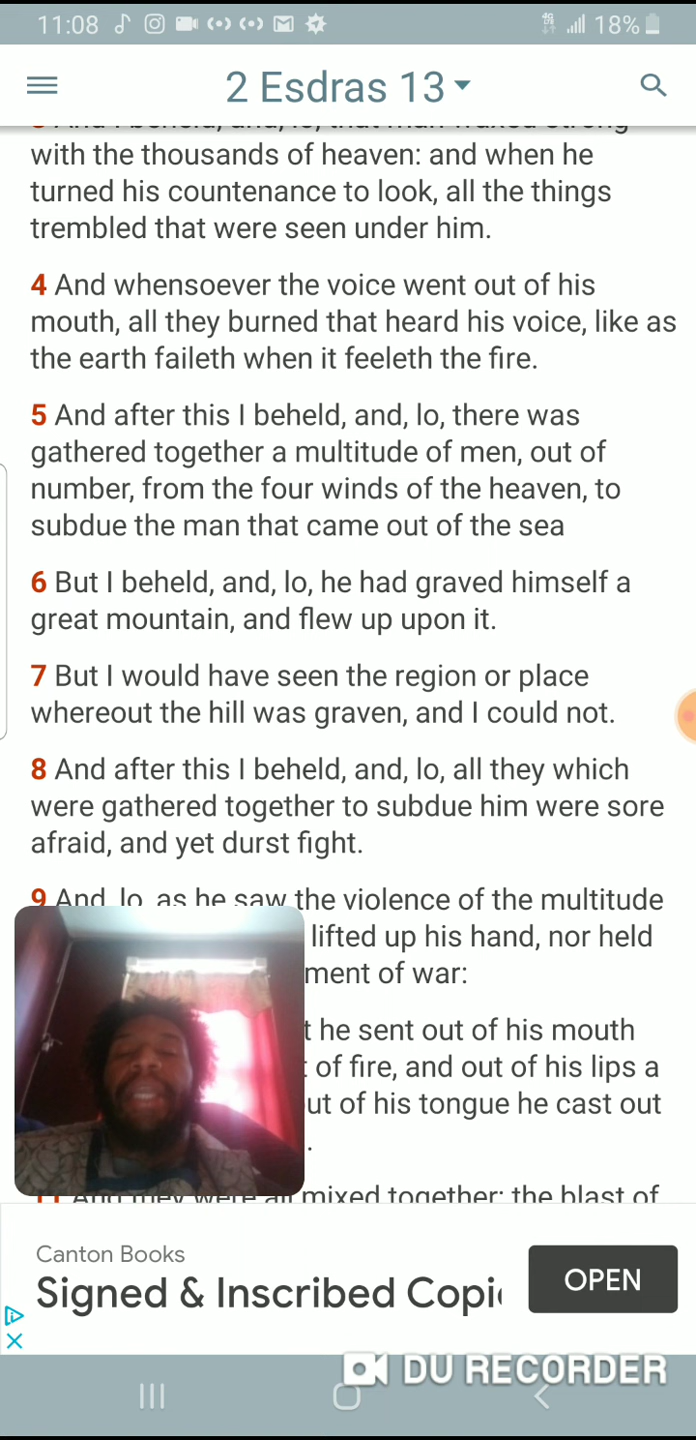 11:08
18%
2 Esdras 13
with the thousands of heaven: and when he
turned his countenance to look, all the things
trembled that were seen under him.
4 And whensoever the voice went out of his
mouth, all they burned that heard his voice, like as
the earth faileth when it feeleth the fire.
5 And after this I beheld, and, lo, there was
gathered together a multitude of men, out of
number, from the four winds of the heaven, to
subdue the man that came out of the sea
6 But I beheld, and, lo, he had graved himself a
great mountain, and flew up upon it.
7 But I would have seen the region or place
whereout the hill was graven, and I could not.
8 And after this I beheld, and, lo, all they which
were gathered together to subdue him were sore
afraid, and yet durst fight.
9 And, lo, as he saw the violence of the multitude
lifted up his hand, nor held
ment of war:
t he sent out of his mouth
of fire, and out of his lips a
ut of his tongue he cast out
.
mixed together; the blast of
Canton Books
Signed & Inscribed Copi
OPEN
DU RECORDER